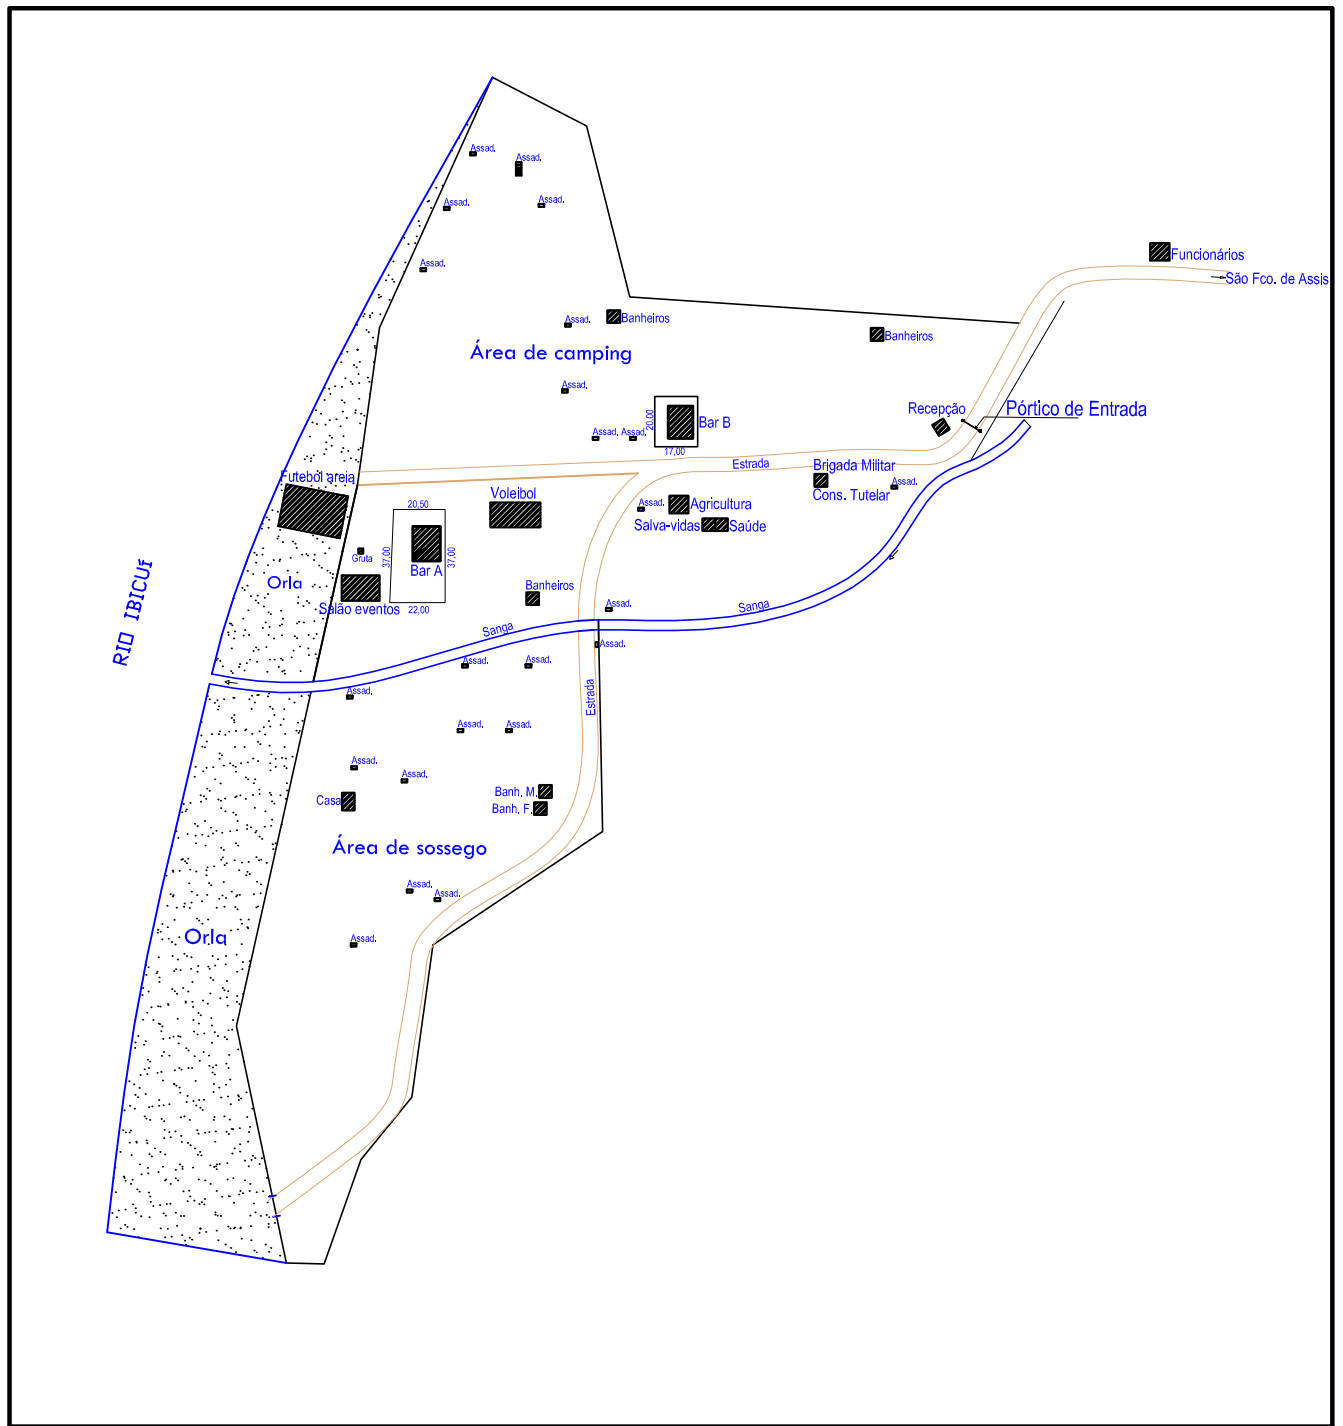 Assad.
Assad.
Assad.
Assad.
Assad.
Funcionários
São Fco. de Assis
Assad.
Banheiros
Banheiros
Área de camping
Assad.
Recepção
Pórtico de Entrada
20,00
Bar B
Assad.
Assad.
17,00
Estrada
Brigada Militar
Futebol areia
Assad.
Cons. Tutelar
Voleibol
20,50
Assad.
Agricultura
Salva-vidas
Saúde
Gruta
37,00
37,00
Bar A
RIO IBICUÍ
Orla
Banheiros
Salão eventos
22,00
Assad.
Sanga
Sanga
Assad.
Assad.
Assad.
Assad.
Estrada
Assad.
Assad.
Assad.
Assad.
Casa
Banh. M.
Banh. F.
Área de sossego
Assad.
Assad.
Orla
Assad.